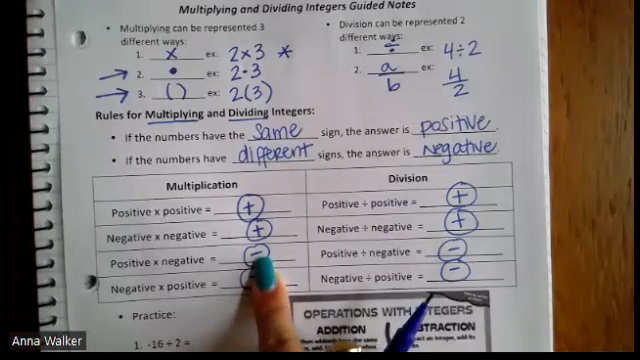 Multiplying and Dividing Integers Guided Notes
• Multiplying can be represented 3
different ways:
1. x ex: 2×3 *
2. • ex: 2·3
3. ( ) ex: 2(3)
• Division can be represented 2
different ways:
1. ÷ ex: 4÷2
2. a/b ex: 4/2
Rules for Multiplying and Dividing Integers:
• If the numbers have the same sign, the answer is positive.
• If the numbers have different signs, the answer is negative.
Multiplication Division
Positive x positive = + Positive ÷ positive = +
Negative x negative = + Negative ÷ negative = +
Positive x negative = − Positive ÷ negative = −
Negative x positive = Negative ÷ positive = −
• Practice:
1. -16 ÷ 2 =
OPERATIONS WITH INTEGERS
ADDITION
Anna Walker